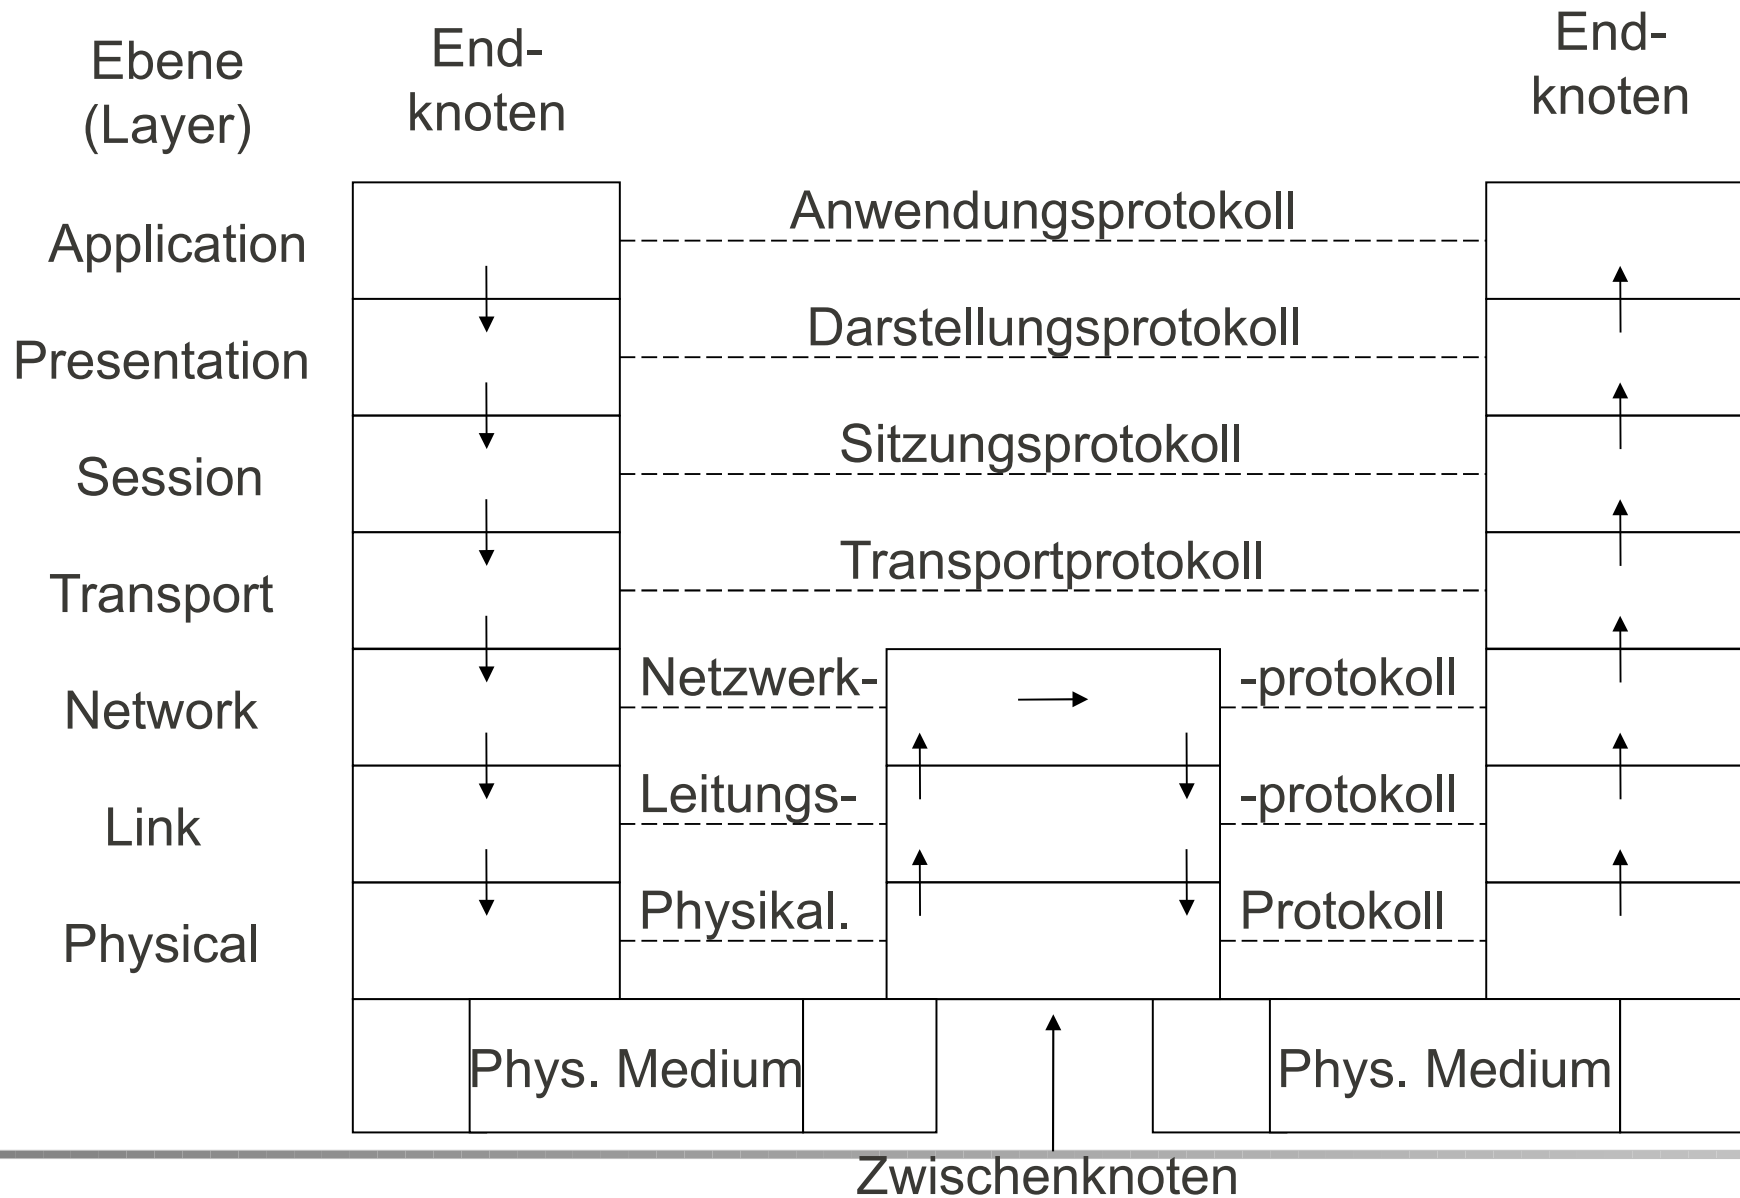 Ebene
(Layer)
End-
knoten
End-
knoten
Application
Anwendungsprotokoll
Presentation
Darstellungsprotokoll
Session
Sitzungsprotokoll
Transport
Transportprotokoll
Network
Netzwerk-
-protokoll
Link
Leitungs-
-protokoll
Physical
Physikal.
Protokoll
Phys. Medium
Phys. Medium
Zwischenknoten